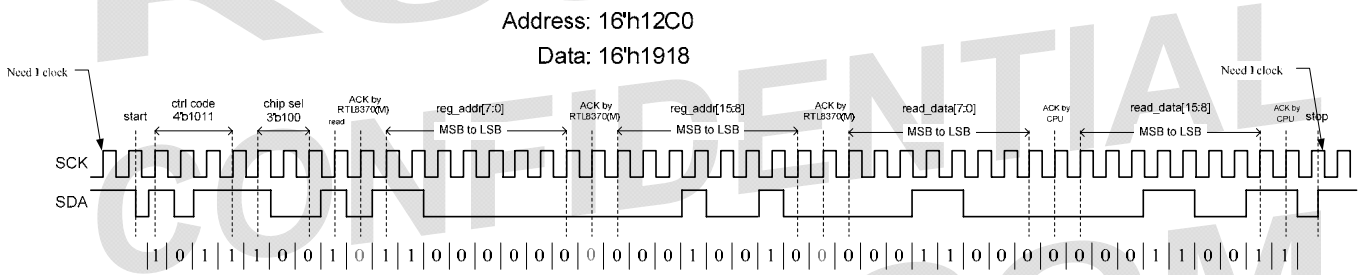 Address: 16'h12C0
Data: 16'h1918
Need 1 clock
Need 1 clock
start
ctrl code
4'b1011
chip sel
3'b100
read
ACK by
RTL8370(M)
reg_addr[7:0]
MSB to LSB
ACK by
RTL8370(M)
reg_addr[15:8]
MSB to LSB
ACK by
RTL8370(M)
read_data[7:0]
MSB to LSB
ACK by
CPU
read_data[15:8]
MSB to LSB
ACK by
CPU
stop
SCK
SDA
1 0 1 1 1 0 0 1 0 1 1 0 0 0 0 0 0 0 0 0 0 1 0 0 1 0 0 0 0 0 1 1 0 0 0 0 0 0 0 1 1 0 0 1 1
CONFIDENTIAL